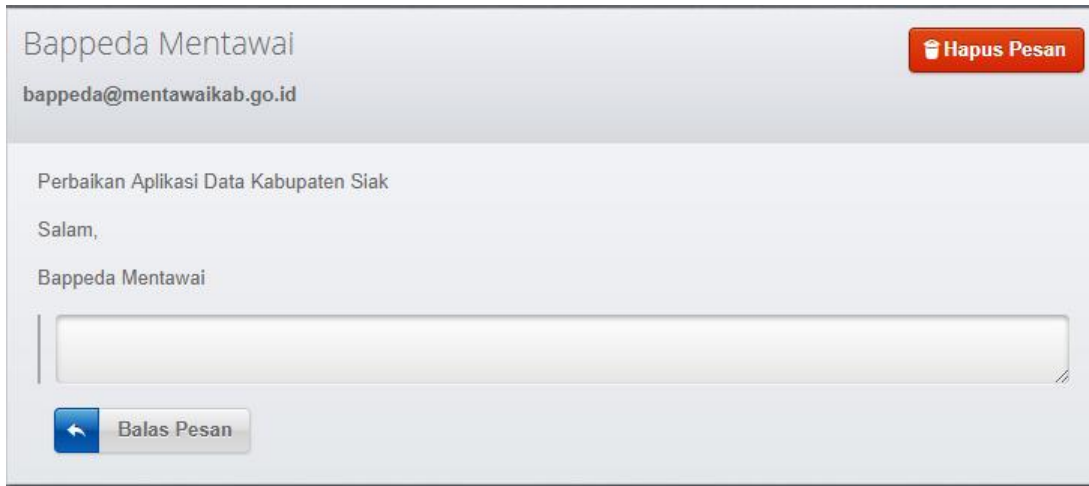 Bappeda Mentawai
Hapus Pesan
bappeda@mentawaikab.go.id
Perbaikan Aplikasi Data Kabupaten Siak
Salam,
Bappeda Mentawai
Balas Pesan